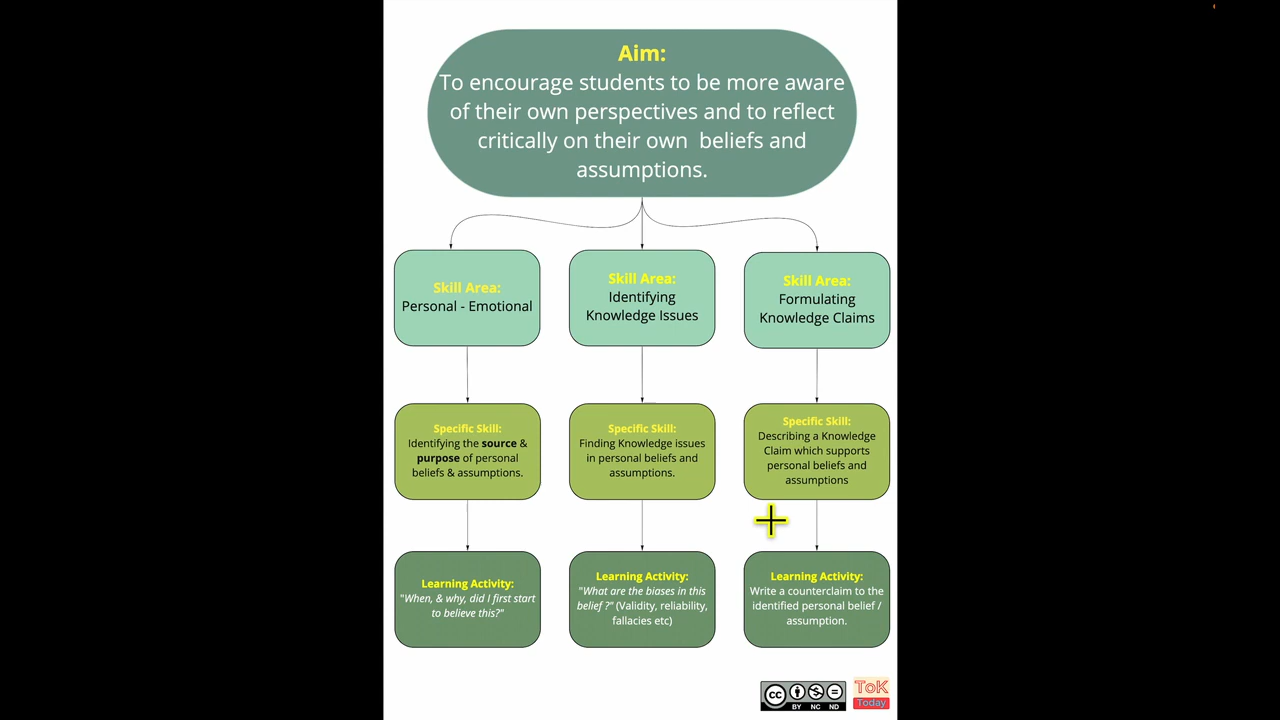 Aim:
To encourage students to be more aware
of their own perspectives and to reflect
critically on their own  beliefs and
assumptions.
Skill Area:
Personal - Emotional
Skill Area:
Identifying
Knowledge Issues
Skill Area:
Formulating
Knowledge Claims
Specific Skill:
Identifying the source &
purpose of personal
beliefs & assumptions.
Specific Skill:
Finding Knowledge issues
in personal beliefs and
assumptions.
Specific Skill:
Describing a Knowledge
Claim which supports
personal beliefs and
assumptions
Learning Activity:
"When, & why, did I first start
to believe this?"
Learning Activity:
"What are the biases in this
belief ?" (Validity, reliability,
fallacies etc)
Learning Activity:
Write a counterclaim to the
identified personal belief /
assumption.
cc
BY NC ND
ToK
Today